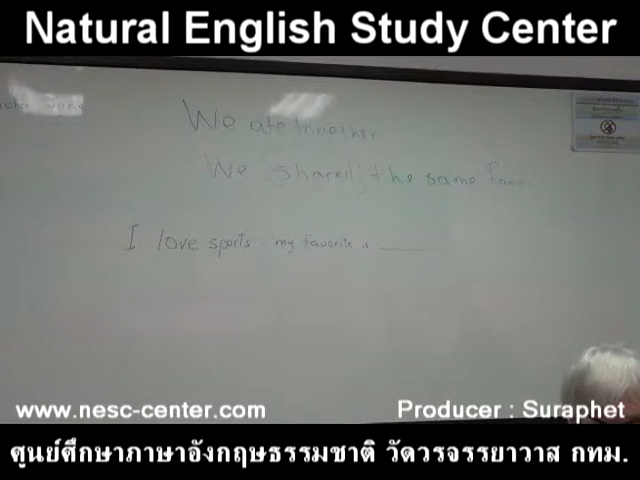 Natural English Study Center
We ate together
We shared the same
I love sports - my favorite is
www.nesc-center.com
Producer : Suraphet
ศูนย์ศึกษาภาษาอังกฤษธรรมชาติ วัดวรจรรยาวาส กทม.